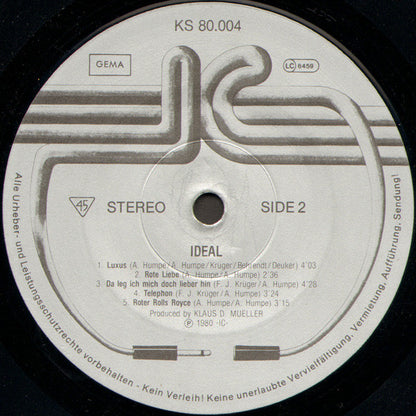 KS 80.004
GEMA
LC 6459
45
STEREO
SIDE 2
IDEAL
1. Luxus (A. Humpe/A. Humpe/Krüger/Behrendt/Deuker) 4'03
2. Rote Liebe (A. Humpe/A. Humpe) 2'36
3. Da leg ich mich doch lieber hin (F. J. Krüger/A. Humpe) 4'28
4. Telephon (F. J. Krüger/A. Humpe) 3'24
5. Roter Rolls Royce (A. Humpe/A. Humpe) 3'15
Produced by KLAUS D. MUELLER
Ⓟ 1980 -IC-
Alle Urheber- und Leistungsschutzrechte vorbehalten - Kein Verleih! Keine unerlaubte Vervielfältigung, Vermietung, Aufführung, Sendung!